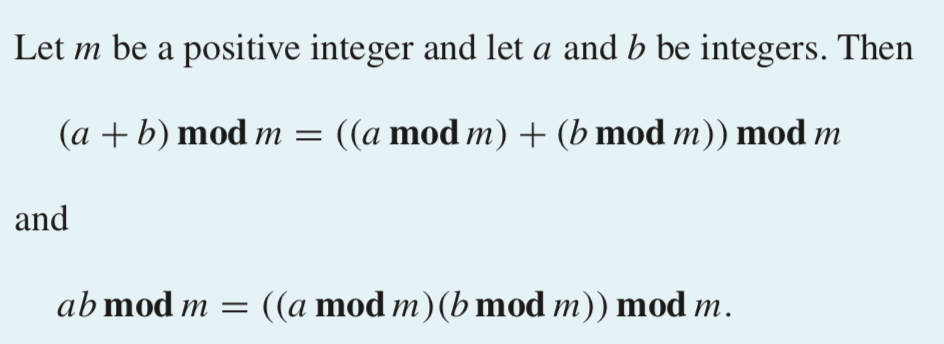 Let m be a positive integer and let a and b be integers. Then
(a + b) mod m = ((a mod m) + (b mod m)) mod m
and
ab mod m = ((a mod m)(b mod m)) mod m.